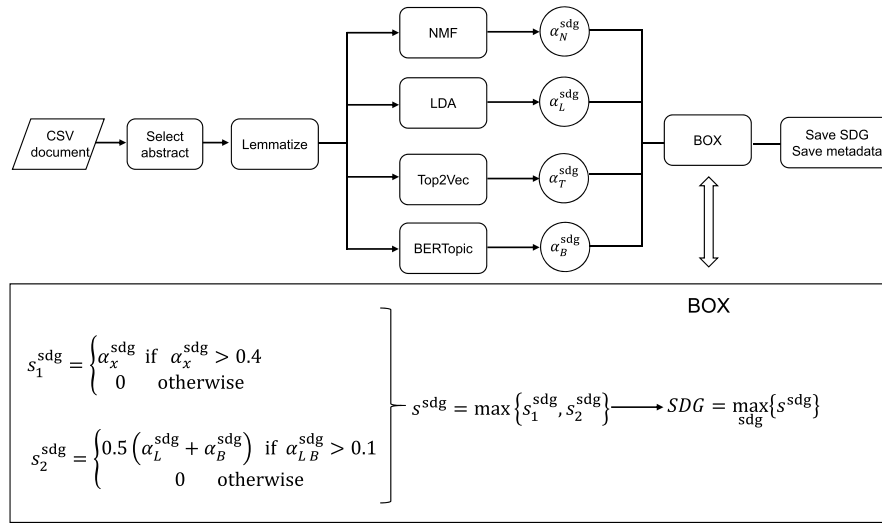 NMF
α_N^sdg
LDA
α_L^sdg
CSV
document
Select
abstract
Lemmatize
BOX
Save SDG
Save metadata
Top2Vec
α_T^sdg
BERTopic
α_B^sdg
BOX
s_1^sdg = { α_x^sdg if α_x^sdg > 0.4
0 otherwise
s^sdg = max {s_1^sdg, s_2^sdg} → SDG = max_sdg {s^sdg}
s_2^sdg = { 0.5 (α_L^sdg + α_B^sdg) if α_{L B}^sdg > 0.1
0 otherwise